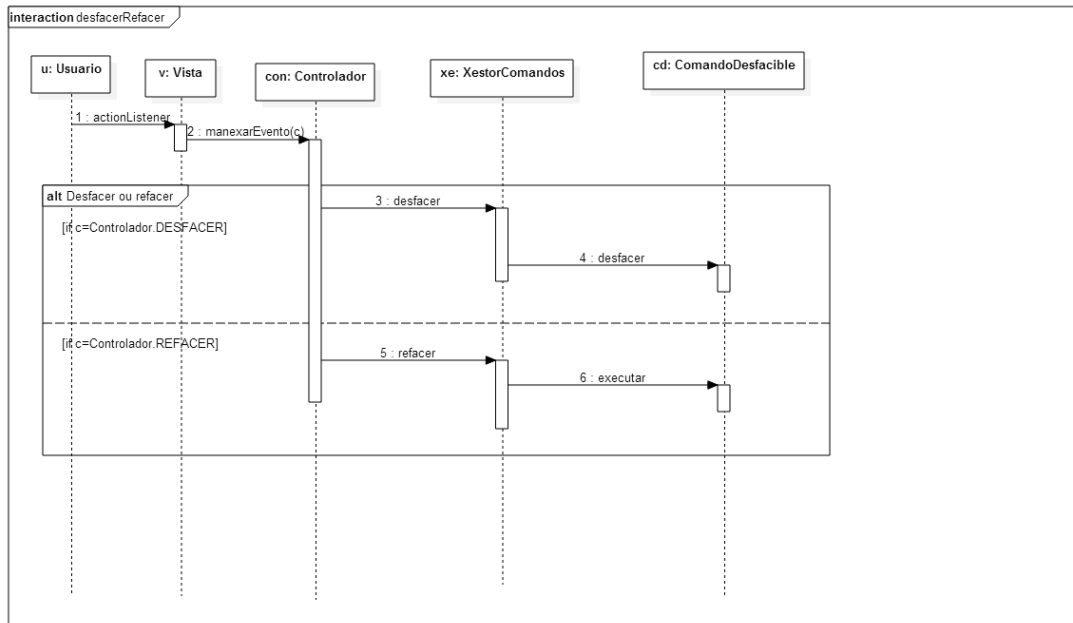 interaction desfacerRefacer
u: Usuario
v: Vista
con: Controlador
xe: XestorComandos
cd: ComandoDesfacible
1 : actionListener
2 : manexarEvento(c)
alt Desfacer ou refacer
3 : desfacer
[if c=Controlador.DESFACER]
4 : desfacer
[if c=Controlador.REFACER]
5 : refacer
6 : executar